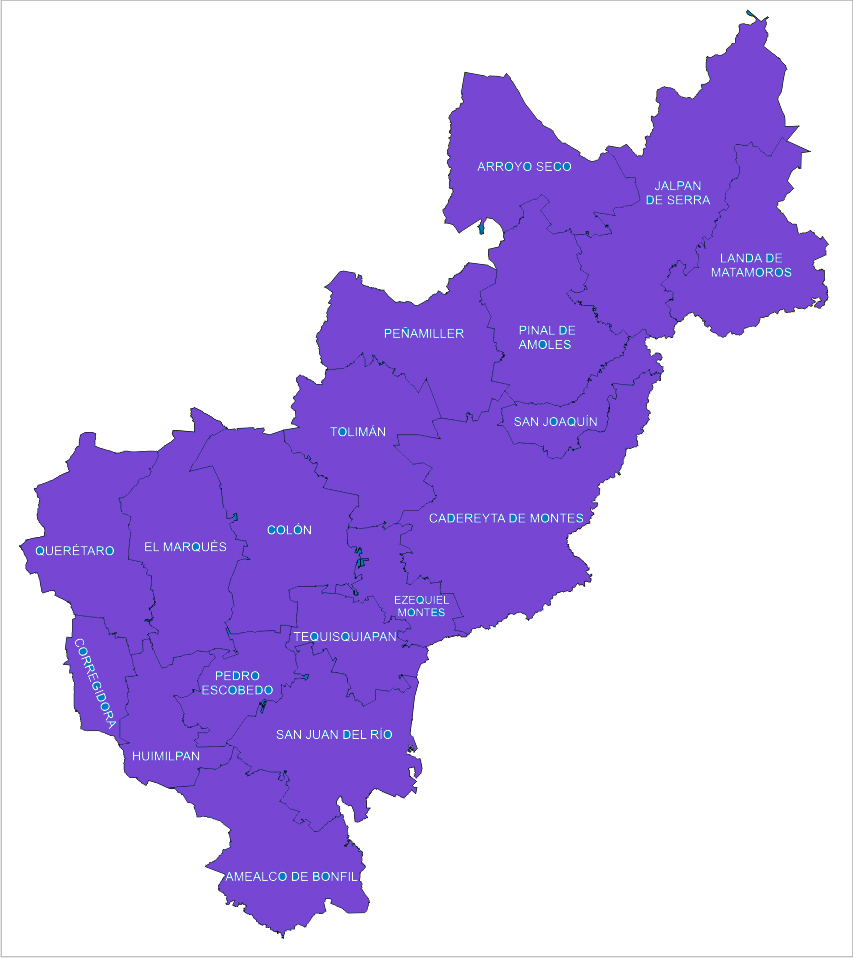 ARROYO SECO
JALPAN
DE SERRA
LANDA DE
MATAMOROS
PEÑAMILLER
PINAL DE
AMOLES
SAN JOAQUÍN
TOLIMÁN
CADEREYTA DE MONTES
COLÓN
EL MARQUÉS
QUERÉTARO
EZEQUIEL
MONTES
TEQUISQUIAPAN
CORREGIDORA
PEDRO
ESCOBEDO
SAN JUAN DEL RÍO
HUIMILPAN
AMEALCO DE BONFIL